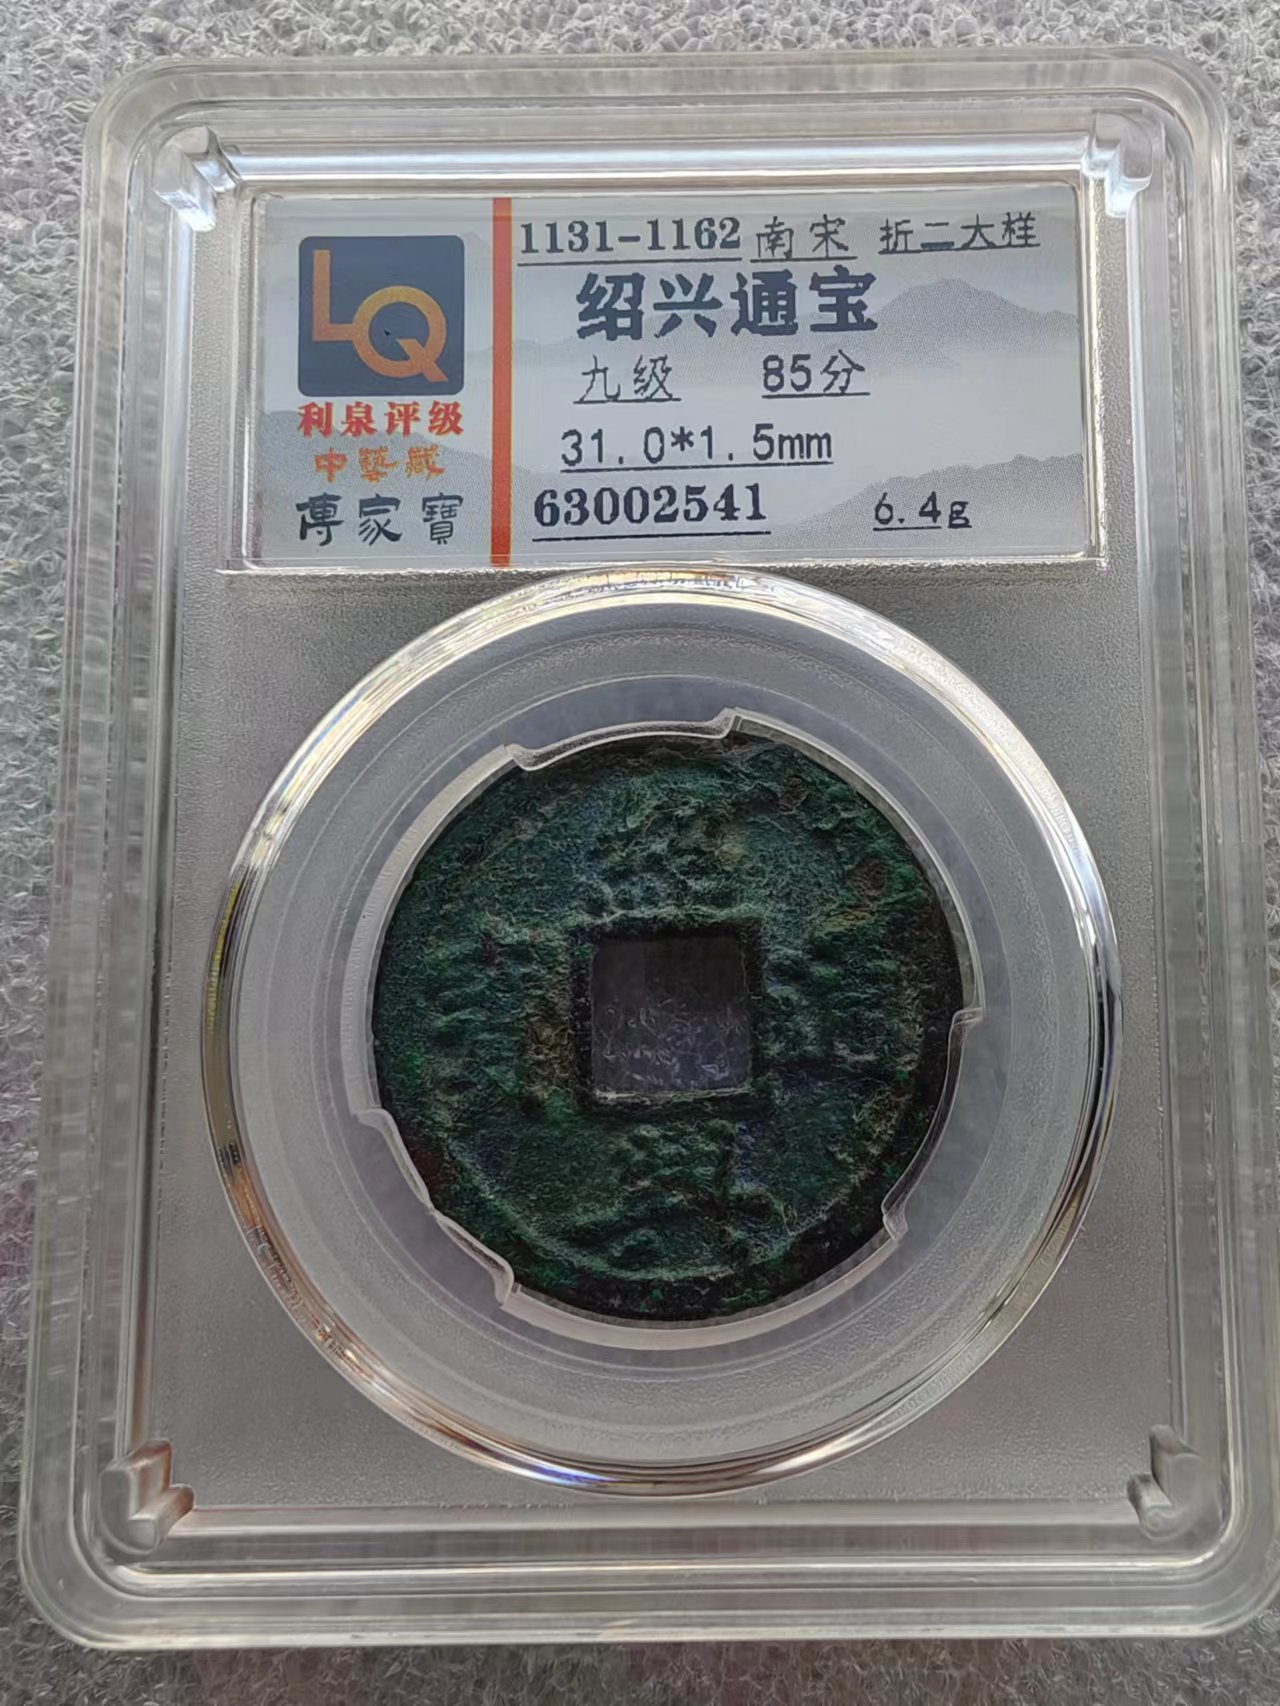 LQ
利泉评级
中藝藏
傳家寶
1131-1162 南宋 折二大样
绍兴通宝
九级 85分
31.0*1.5mm
63002541 6.4g